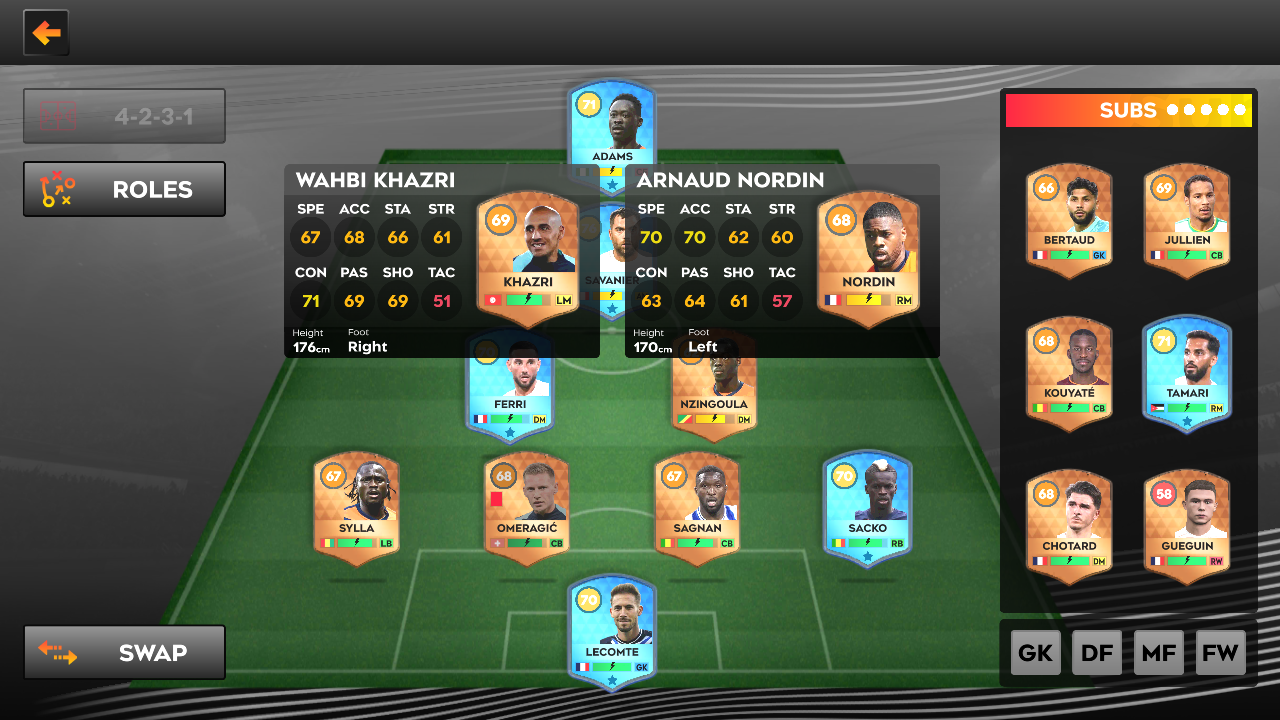 4-2-3-1
ROLES
SWAP
71
ADAMS
WAHBI KHAZRI
SPE ACC STA STR
67 68 66 61
CON PAS SHO TAC
71 69 69 51
Height
176cm
Foot
Right
69
KHAZRI
LM
SAVANIER
ARNAUD NORDIN
SPE ACC STA STR
70 70 62 60
CON PAS SHO TAC
63 64 61 57
Height
170cm
Foot
Left
68
NORDIN
RM
FERRI
DM
NZINGOULA
DM
67
SYLLA
LB
68
OMERAGIĆ
CB
67
SAGNAN
CB
70
SACKO
RB
70
LECOMTE
GK
SUBS
66
BERTAUD
GK
69
JULLIEN
CB
68
KOUYATÉ
CB
71
TAMARI
RM
68
CHOTARD
DM
58
GUEGUIN
RW
GK DF MF FW